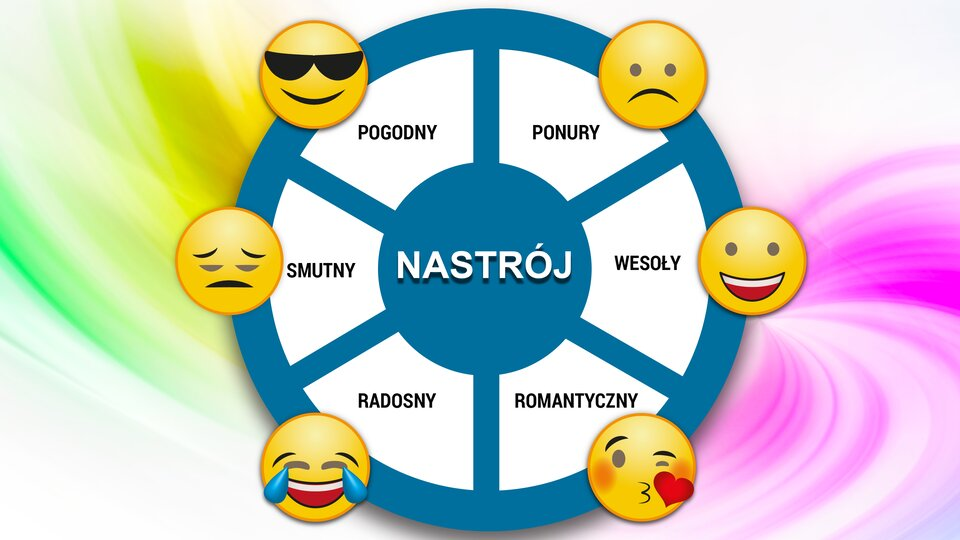 POGODNY
PONURY
SMUTNY
NASTRÓJ
WESOŁY
RADOSNY
ROMANTYCZNY